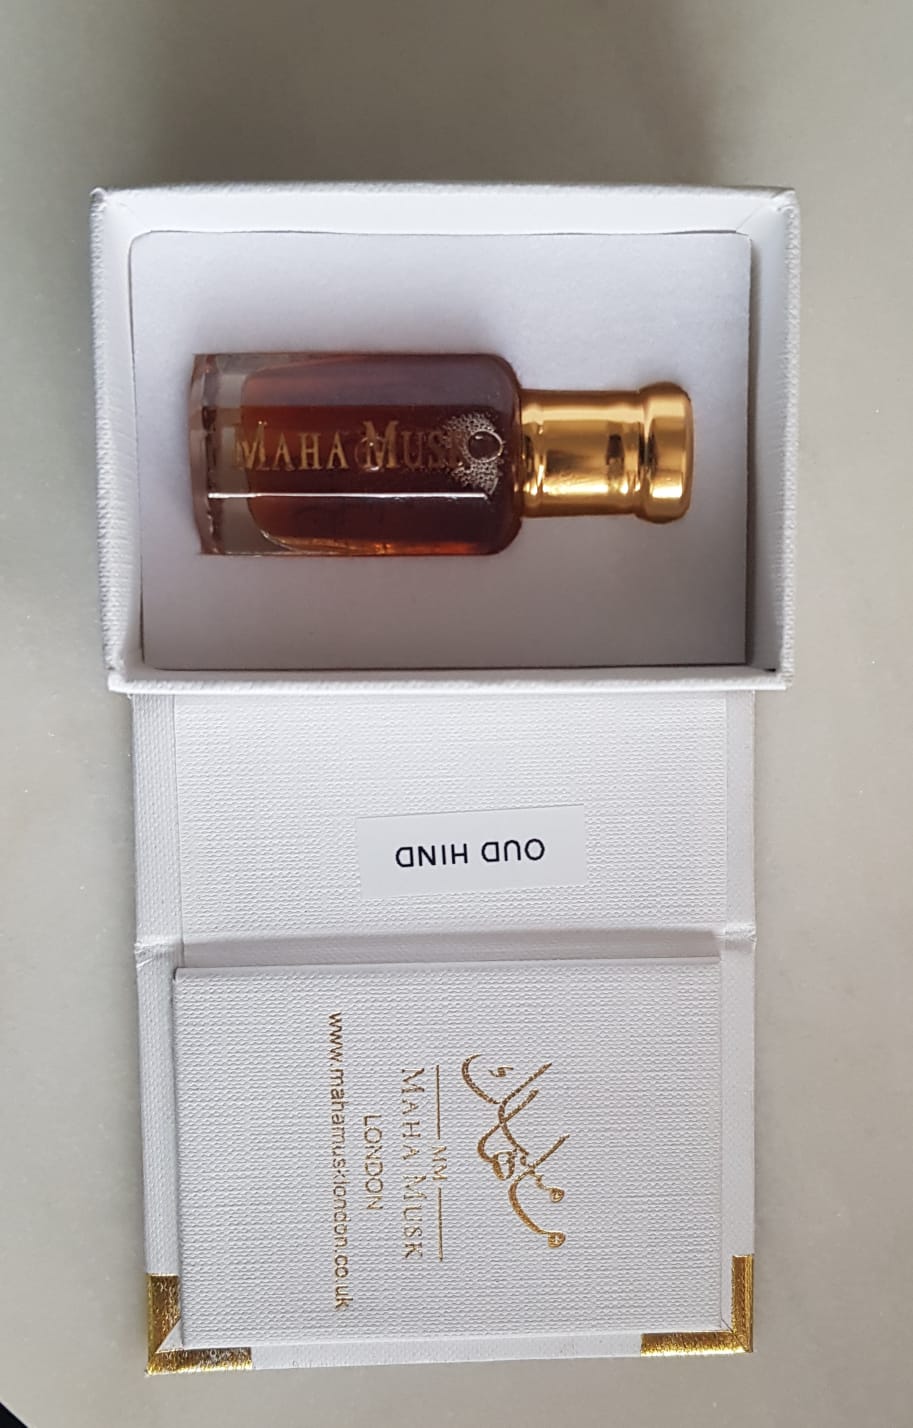 MAHA MUSK
OUD HIND
MM
MAHA MUSK
LONDON
www.mahamusklondon.co.uk